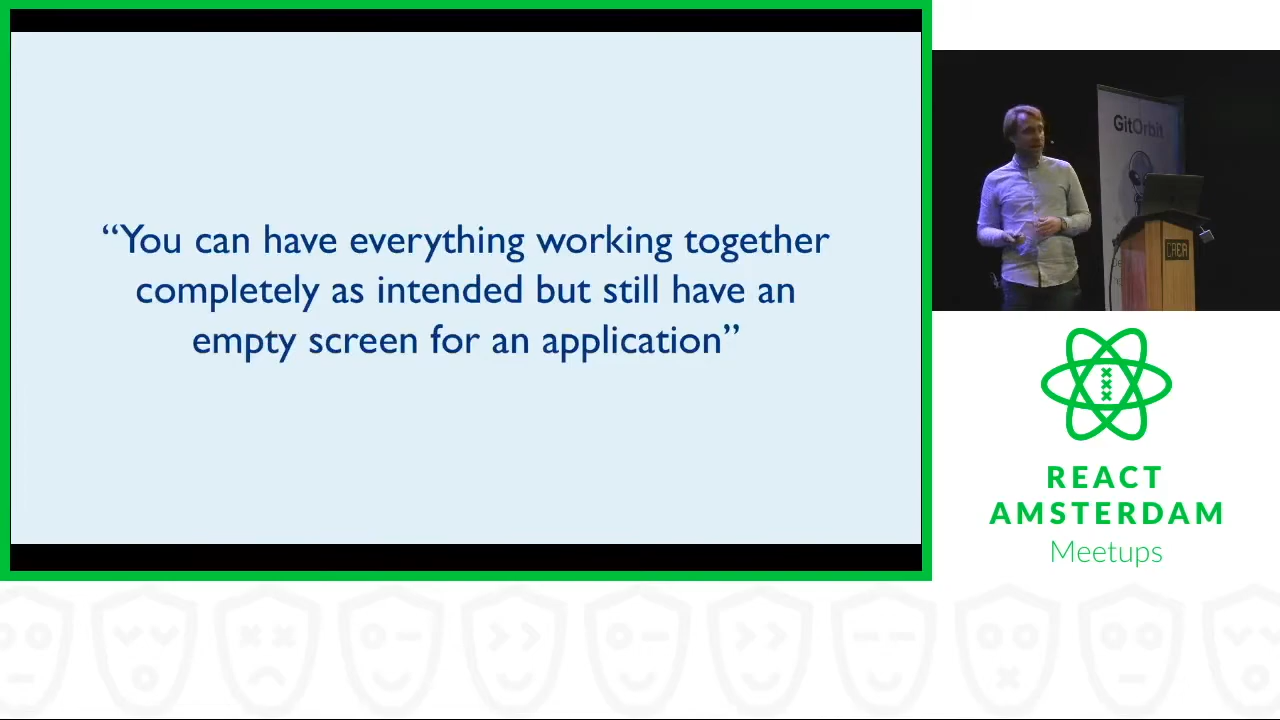 “You can have everything working together
completely as intended but still have an
empty screen for an application”
GitOrbit
CREA
REACT
AMSTERDAM
Meetups